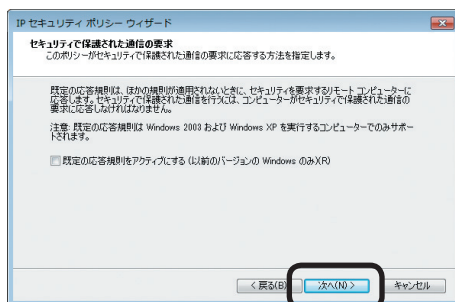 IP セキュリティ ポリシー ウィザード
セキュリティで保護された通信の要求
このポリシーがセキュリティで保護された通信の要求に応答する方法を指定します。
既定の応答規則は、ほかの規則が適用されないときに、セキュリティを要求するリモート コンピューターに
応答します。セキュリティで保護された通信を行うには、コンピューターがセキュリティで保護された通信の
要求に応答しなければなりません。
注意: 既定の応答規則は Windows 2003 および Windows XP を実行するコンピューターでのみサポー
トされます。
既定の応答規則をアクティブにする (以前のバージョンの Windows のみ)(R)
< 戻る(B)
次へ(N) >
キャンセル